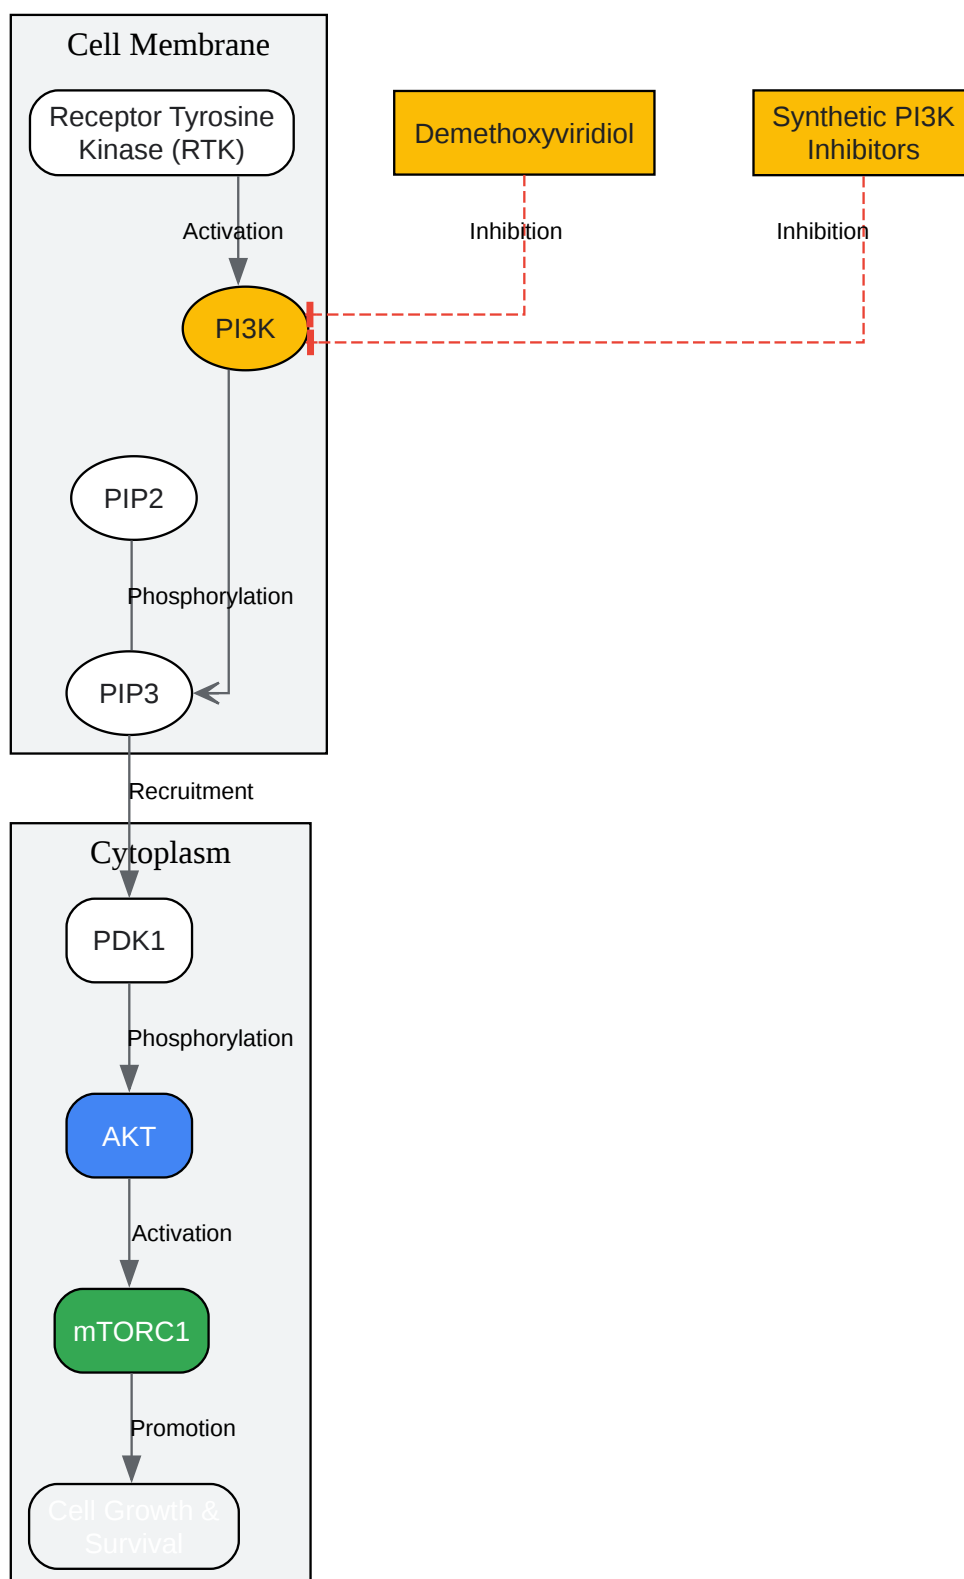 Cell Membrane
Receptor Tyrosine
Kinase (RTK)
Demethoxyviridiol
Synthetic PI3K
Inhibitors
Activation
Inhibition
Inhibition
PI3K
PIP2
Phosphorylation
PIP3
Recruitment
Cytoplasm
PDK1
Phosphorylation
AKT
Activation
mTORC1
Promotion
Cell Growth &
Survival